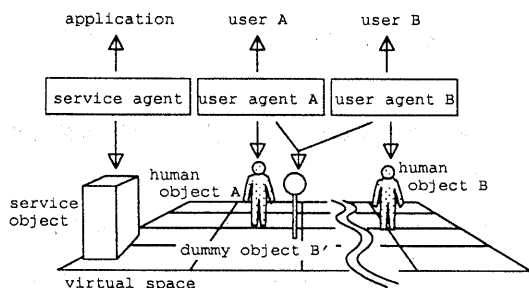 application user A user B
service agent user agent A user agent B
human object A
human object B
service object
dummy object B'
virtual space